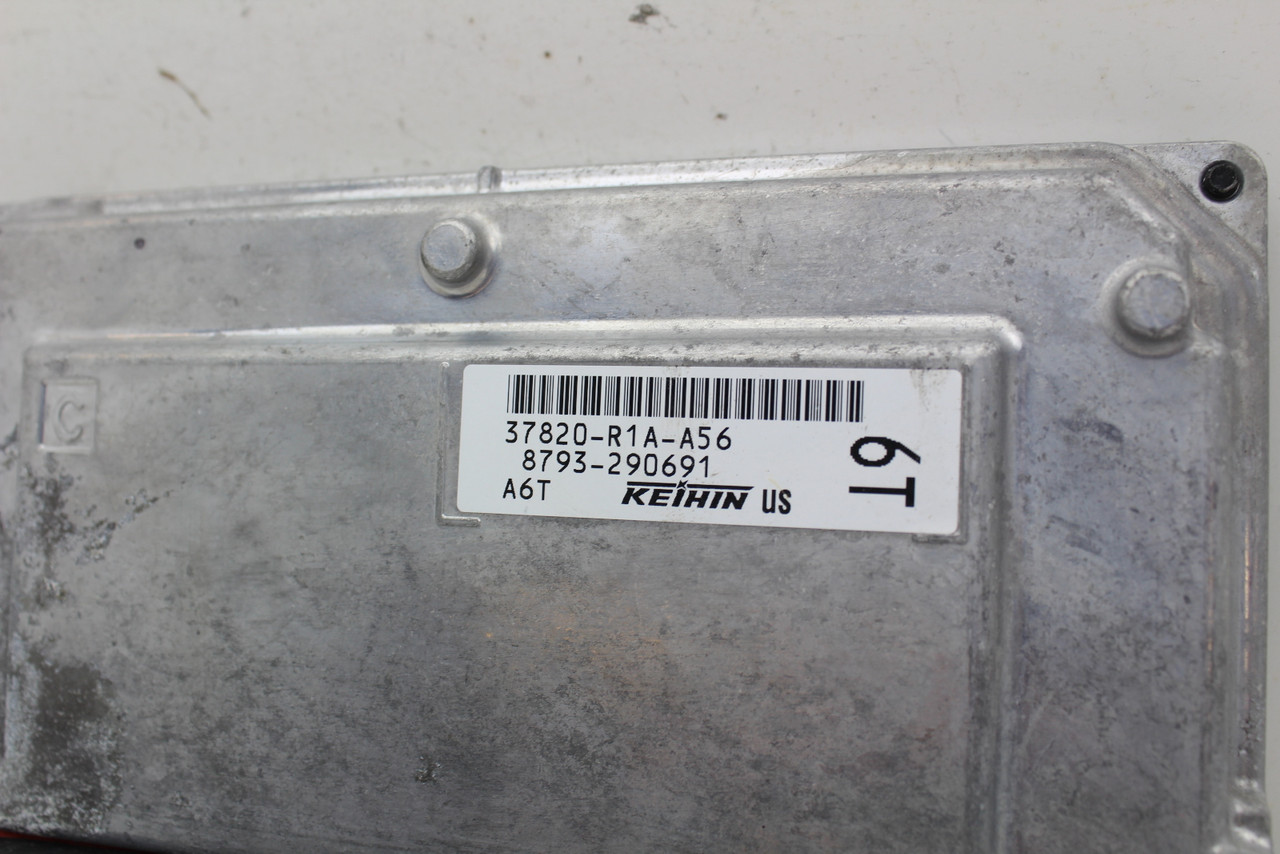 C
37820-R1A-A56
8793-290691
A6T
KEIHIN US
6T